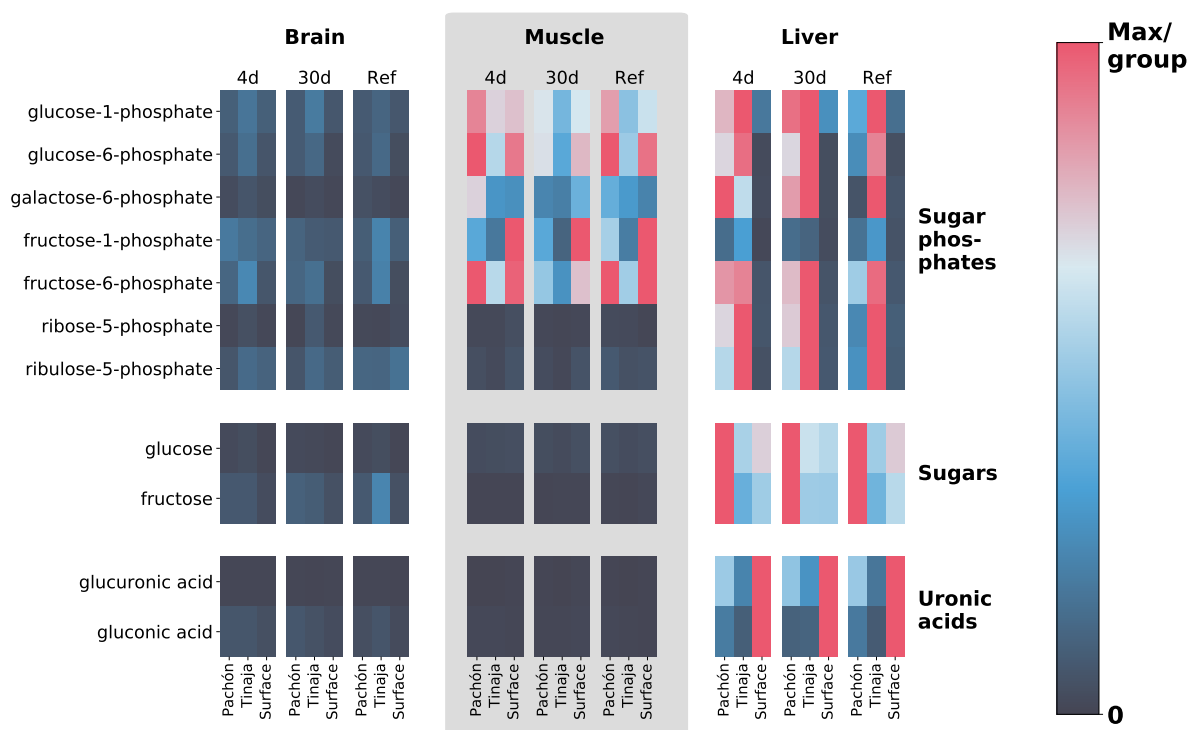 Brain Muscle Liver
4d 30d Ref 4d 30d Ref 4d 30d Ref
glucose-1-phosphate
glucose-6-phosphate
galactose-6-phosphate
fructose-1-phosphate
fructose-6-phosphate
ribose-5-phosphate
ribulose-5-phosphate
Sugar
phos-
phates
glucose
fructose
Sugars
glucuronic acid
gluconic acid
Uronic
acids
Pachón Tinaja Surface Pachón Tinaja Surface Pachón Tinaja Surface Pachón Tinaja Surface Pachón Tinaja Surface Pachón Tinaja Surface Pachón Tinaja Surface Pachón Tinaja Surface Pachón Tinaja Surface
Max/
group
0